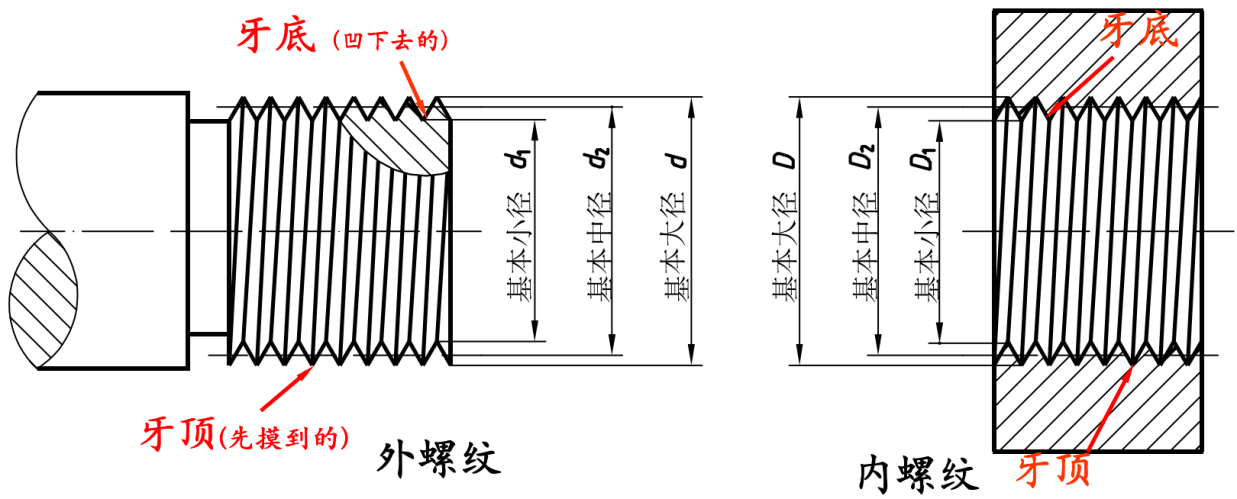 牙底(凹下去的)
牙底
基本小径 d₁
基本中径 d₂
基本大径 d
基本大径 D
基本中径 D₂
基本小径 D₁
牙顶(先摸到的)
外螺纹
内螺纹
牙顶